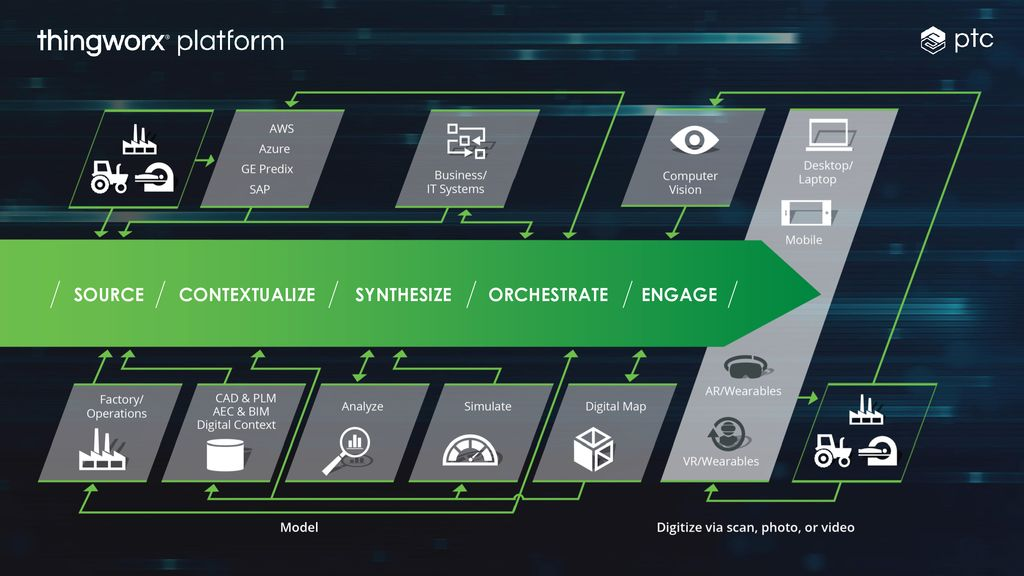 thingworx® platform
ptc
AWS
Azure
GE Predix
SAP
Business/
IT Systems
Computer
Vision
Desktop/
Laptop
Mobile
/ SOURCE / CONTEXTUALIZE / SYNTHESIZE / ORCHESTRATE / ENGAGE /
Factory/
Operations
CAD & PLM
AEC & BIM
Digital Context
Analyze
Simulate
Digital Map
AR/Wearables
VR/Wearables
Model
Digitize via scan, photo, or video